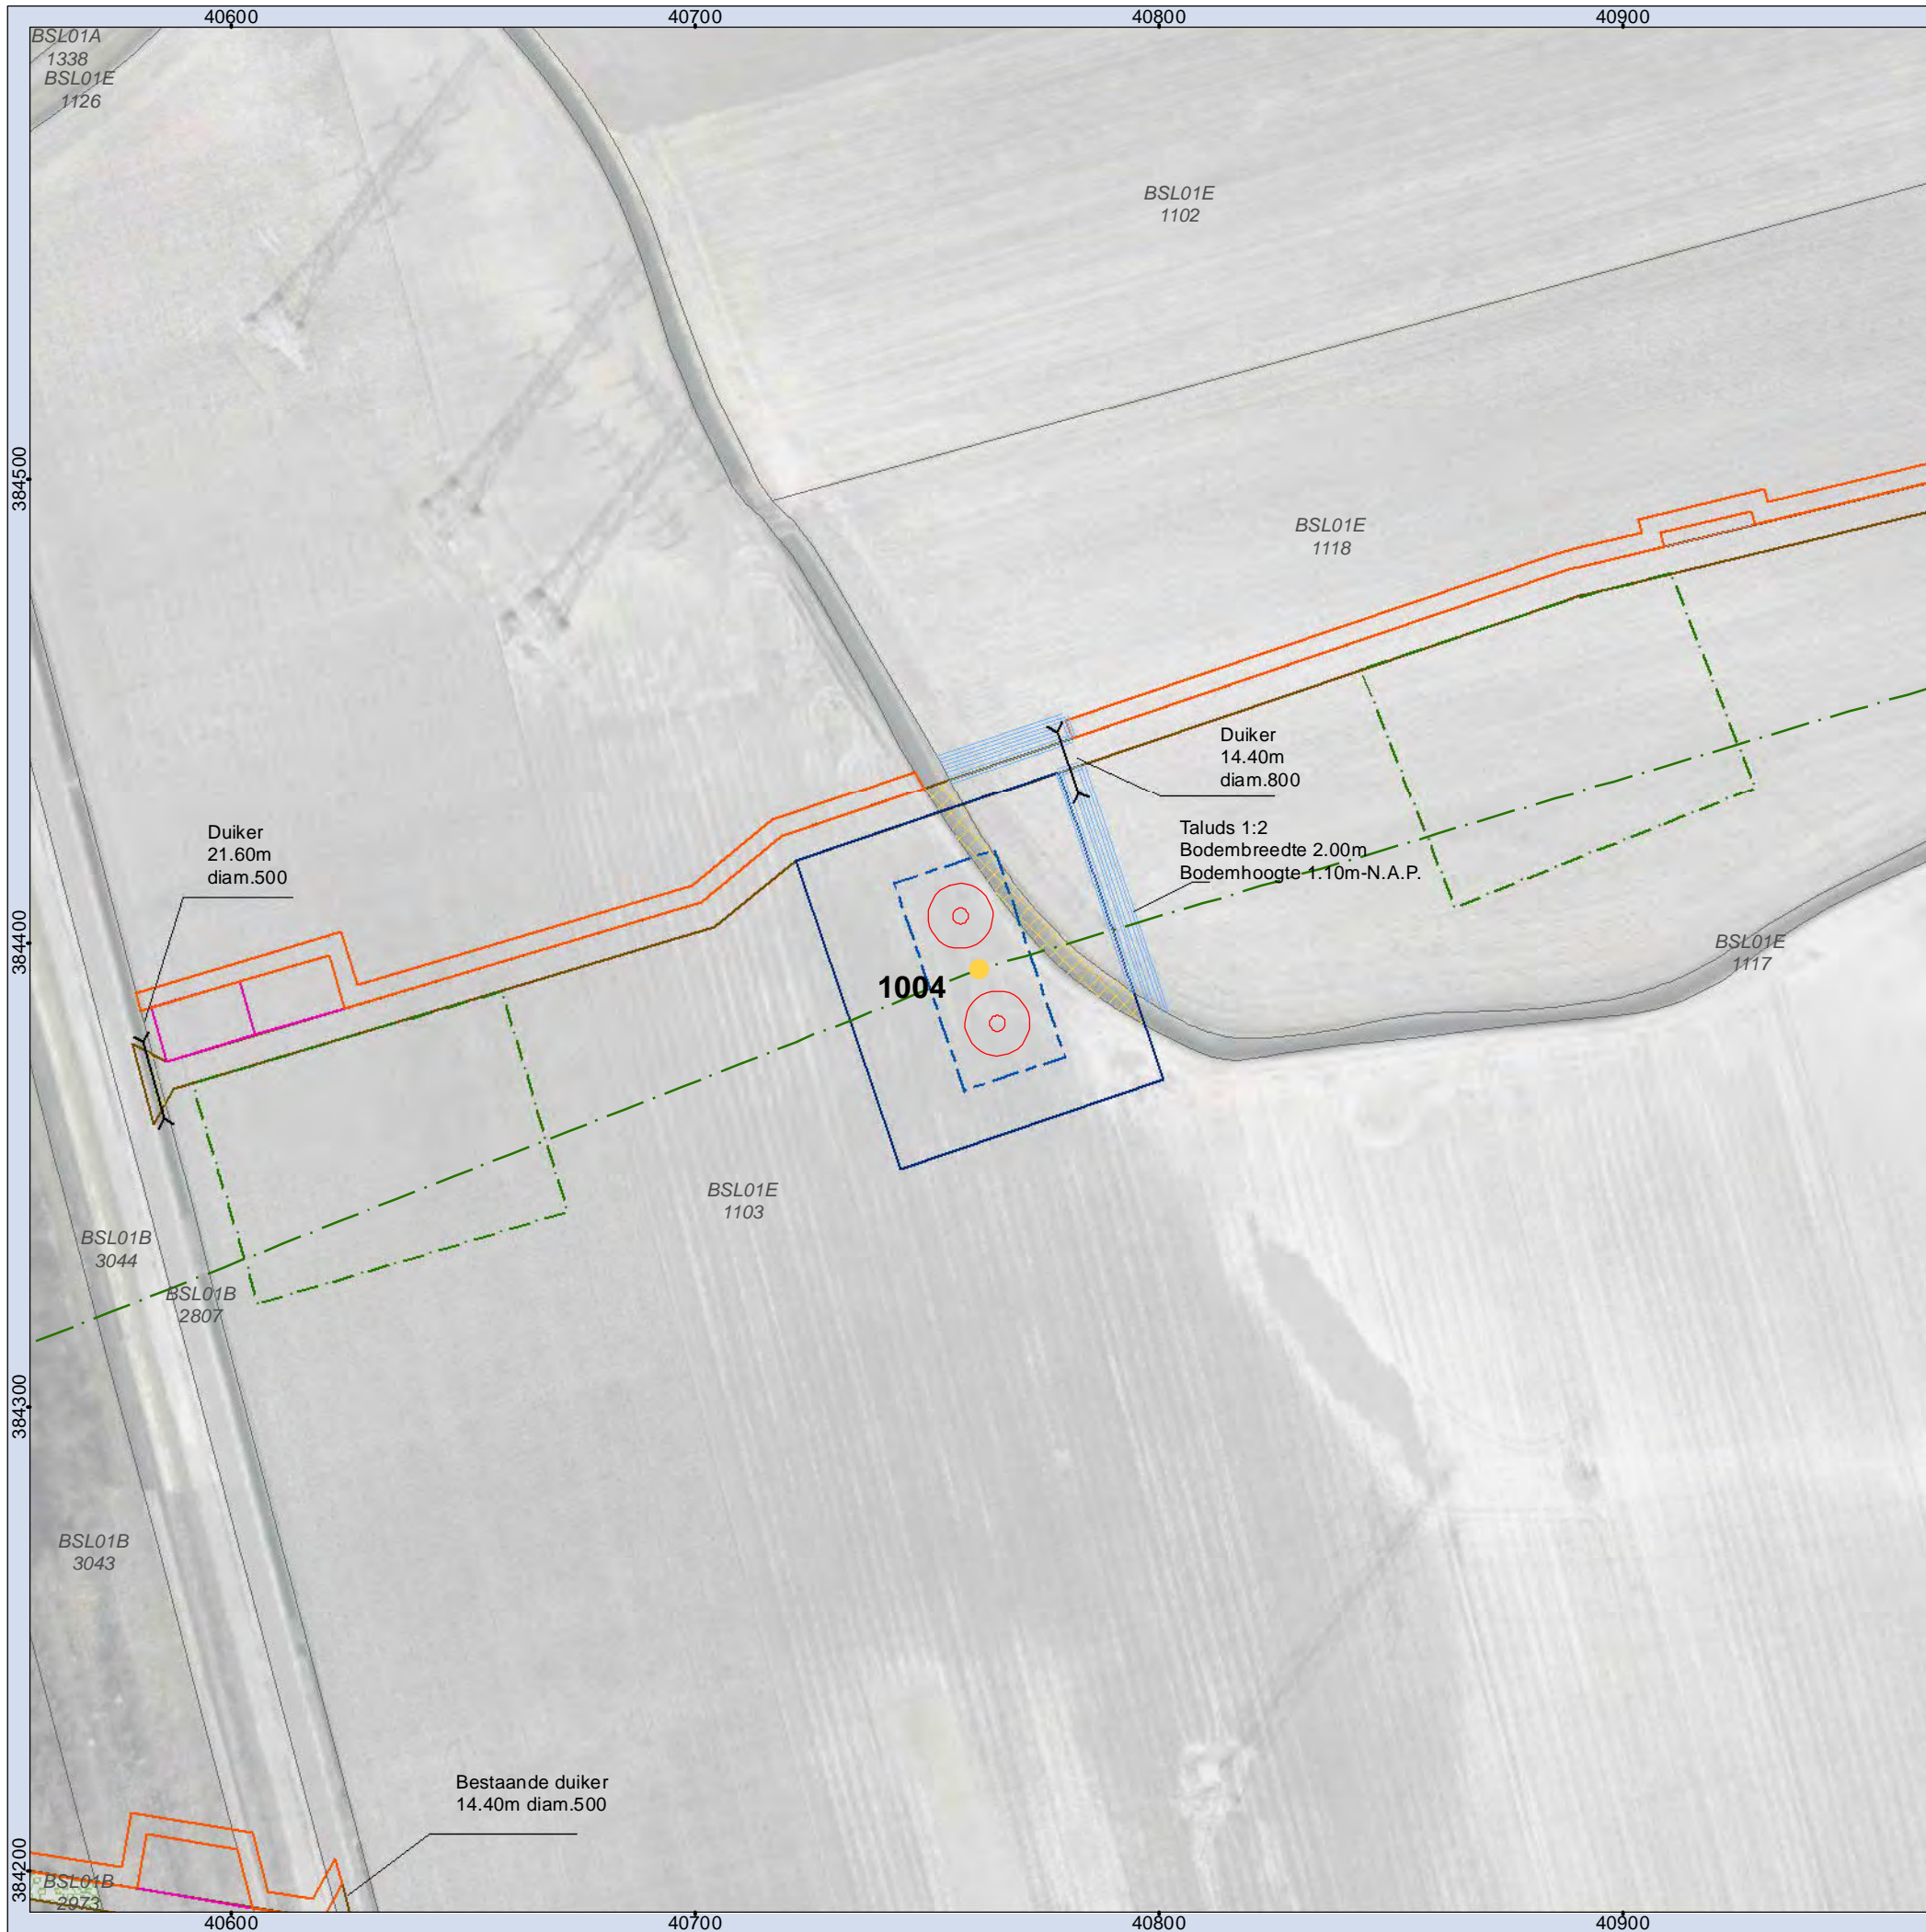 40600
40700
40800
40900
BSL01A
1338
BSL01E
1126
BSL01E
1102
384500
BSL01E
1118
Duiker
14.40m
diam.800
Duiker
21.60m
diam.500
Taluds 1:2
Bodembreedte 2.00m
Bodemhoogte 1.10m-N.A.P.
384400
BSL01E
1117
1004
BSL01E
1103
BSL01B
3044
BSL01B
2807
384300
BSL01B
3043
Bestaande duiker
14.40m diam.500
384200
BSL01B
2973
40600
40700
40800
40900